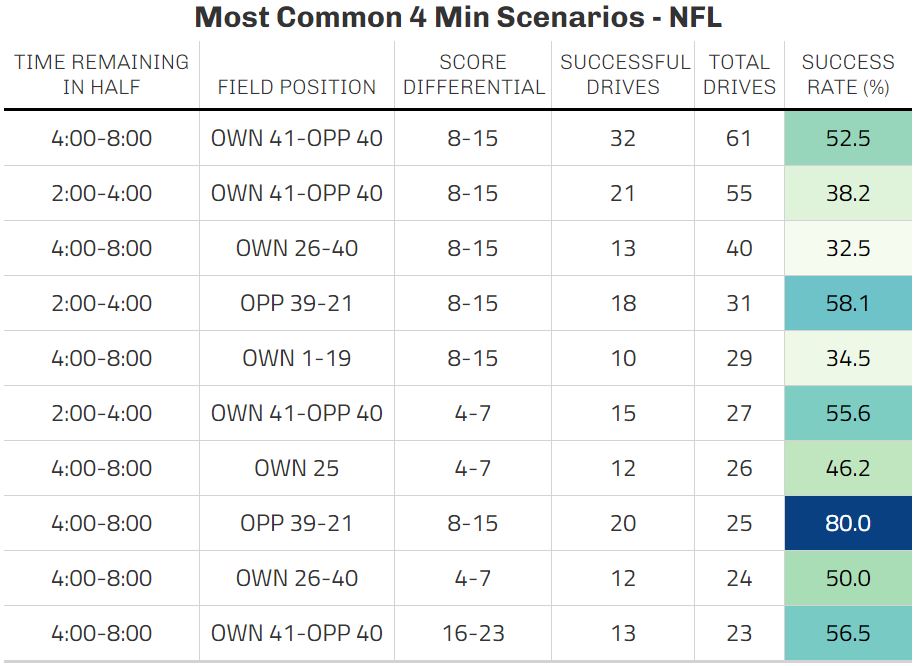 Most Common 4 Min Scenarios - NFL
TIME REMAINING IN HALF FIELD POSITION SCORE DIFFERENTIAL SUCCESSFUL DRIVES TOTAL DRIVES SUCCESS RATE (%)
4:00-8:00 OWN 41-OPP 40 8-15 32 61 52.5
2:00-4:00 OWN 41-OPP 40 8-15 21 55 38.2
4:00-8:00 OWN 26-40 8-15 13 40 32.5
2:00-4:00 OPP 39-21 8-15 18 31 58.1
4:00-8:00 OWN 1-19 8-15 10 29 34.5
2:00-4:00 OWN 41-OPP 40 4-7 15 27 55.6
4:00-8:00 OWN 25 4-7 12 26 46.2
4:00-8:00 OPP 39-21 8-15 20 25 80.0
4:00-8:00 OWN 26-40 4-7 12 24 50.0
4:00-8:00 OWN 41-OPP 40 16-23 13 23 56.5